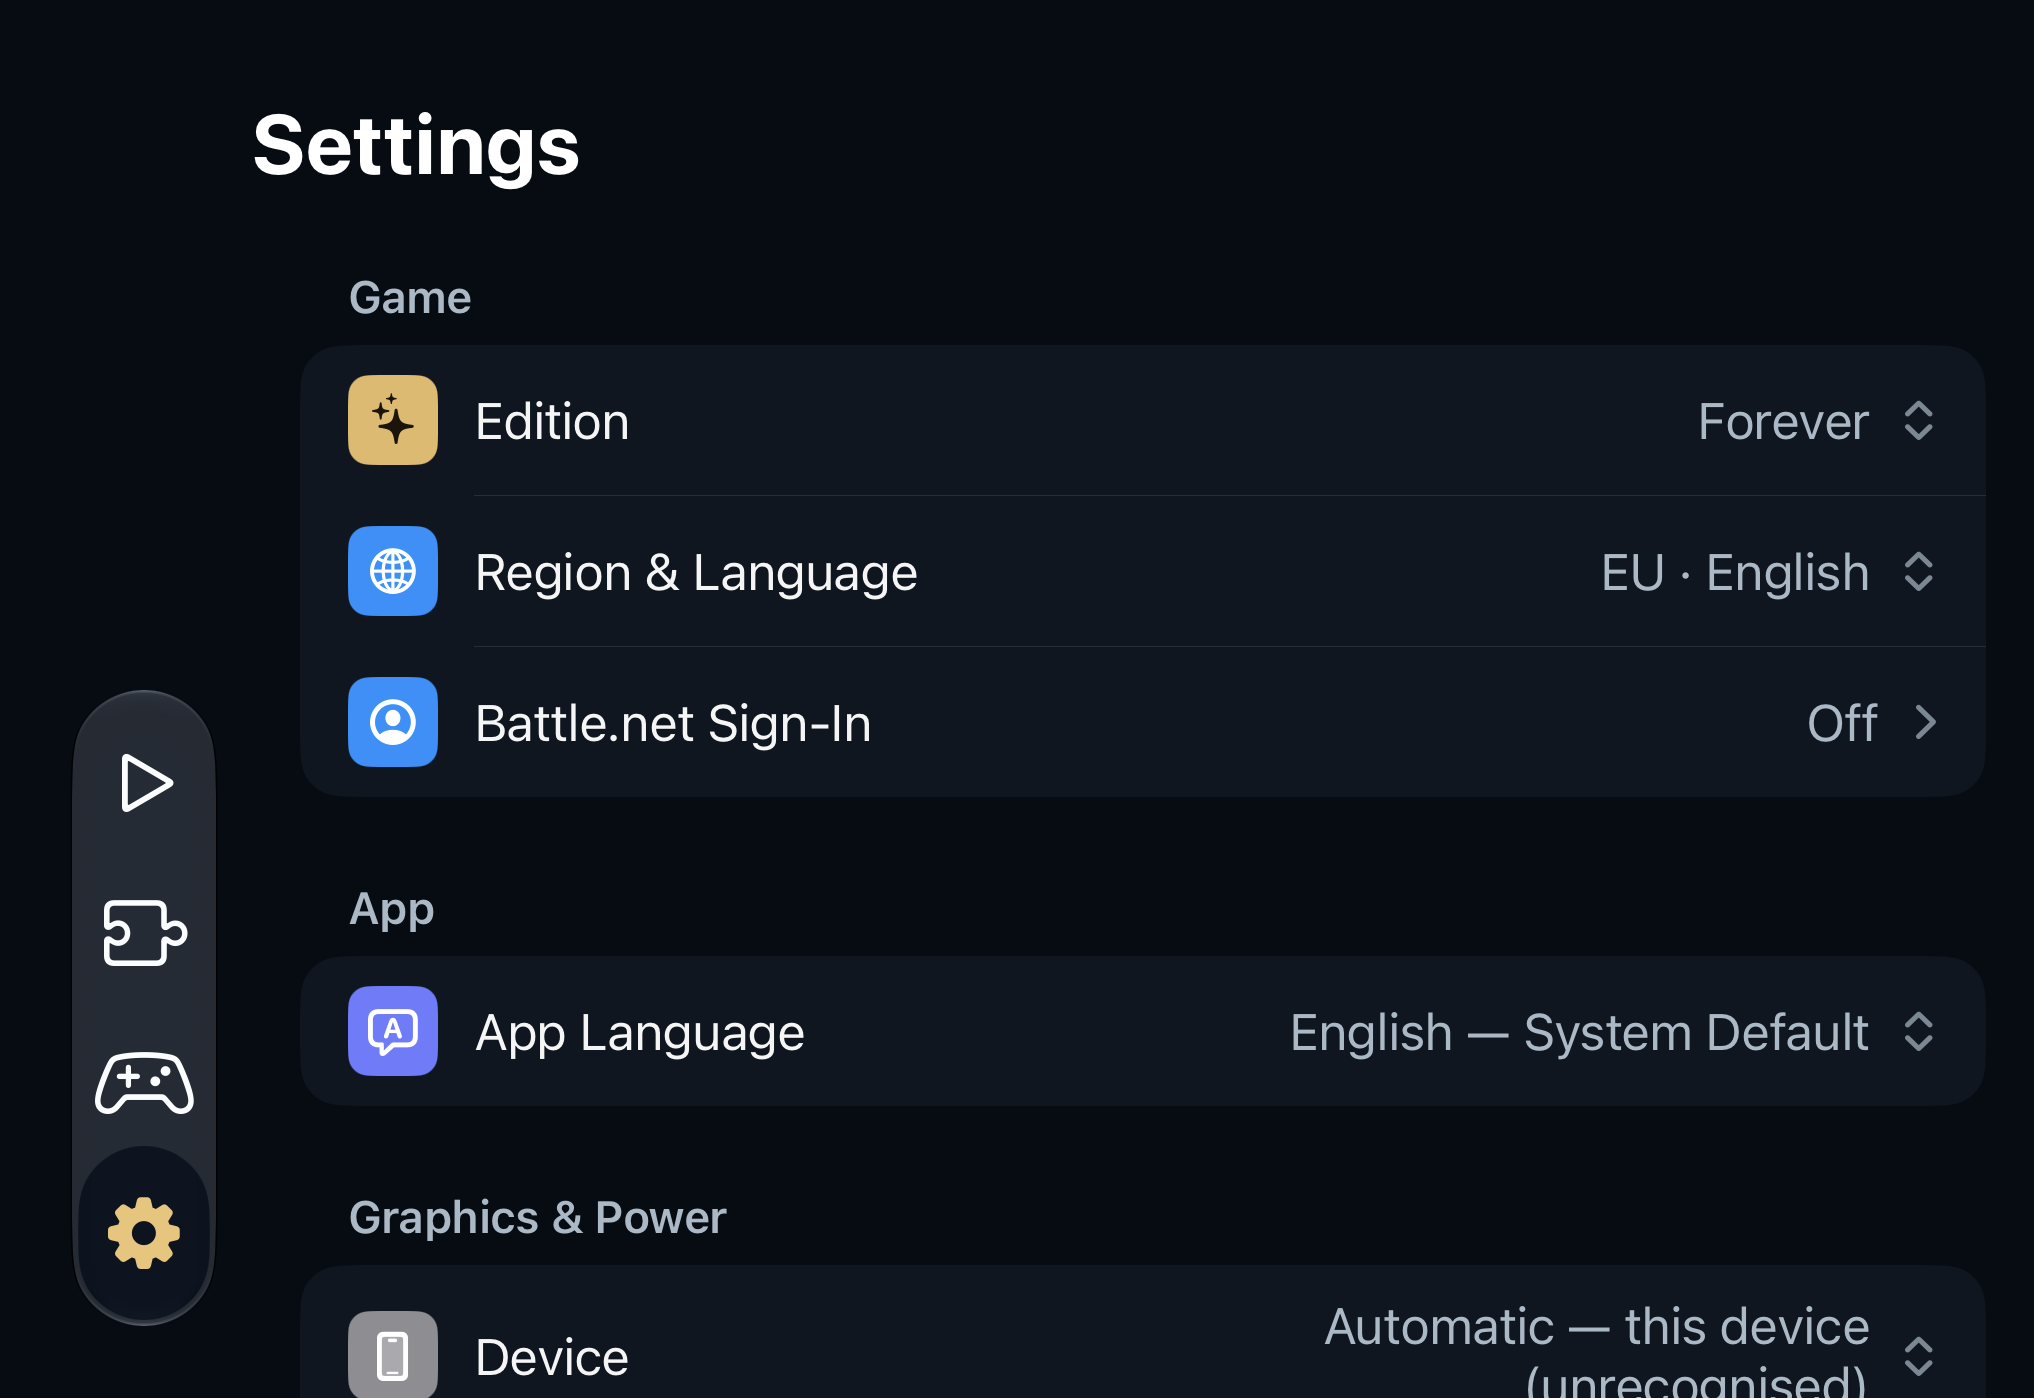 Settings
Game
Edition
Forever
Region & Language
EU · English
Battle.net Sign-In
Off
App
App Language
English — System Default
Graphics & Power
Device
Automatic — this device
(unrecognised)